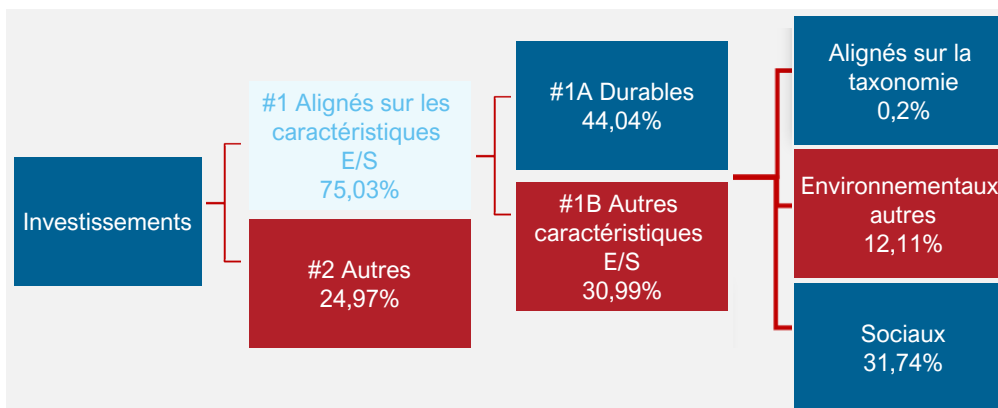 Investissements
#1 Alignés sur les
caractéristiques
E/S
75,03%
#2 Autres
24,97%
#1A Durables
44,04%
#1B Autres
caractéristiques
E/S
30,99%
Alignés sur la
taxonomie
0,2%
Environnementaux
autres
12,11%
Sociaux
31,74%